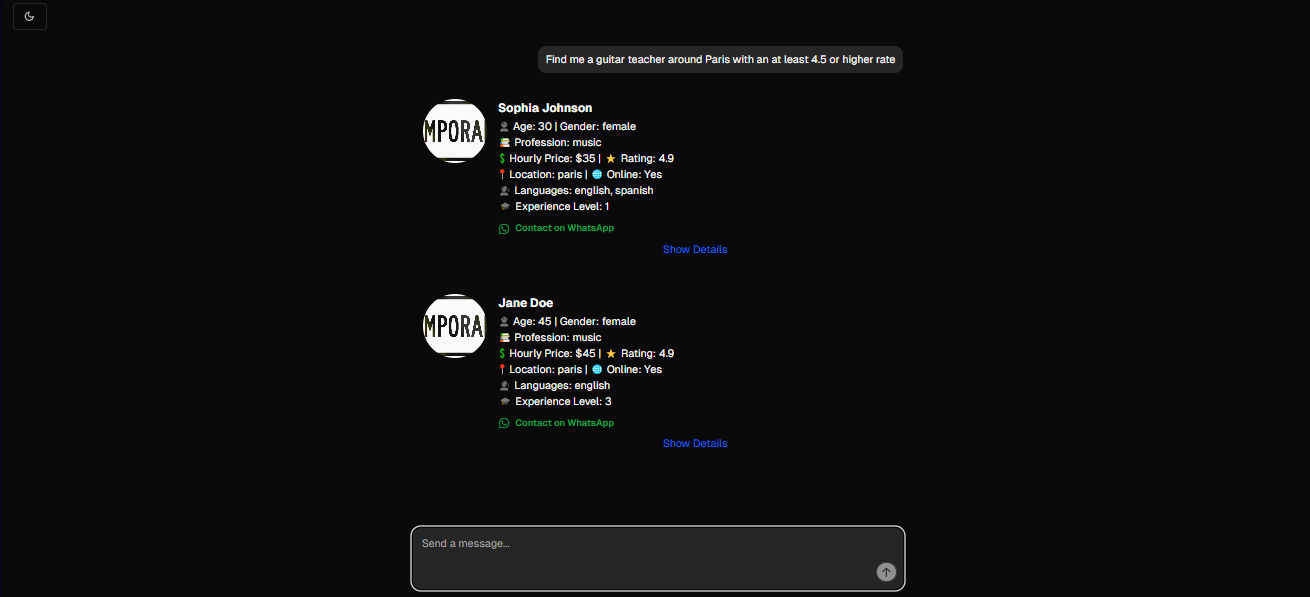 Find me a guitar teacher around Paris with an at least 4.5 or higher rate
MPORA
Sophia Johnson
Age: 30 | Gender: female
Profession: music
Hourly Price: $35 | Rating: 4.9
Location: paris | Online: Yes
Languages: english, spanish
Experience Level: 1
Contact on WhatsApp
Show Details
MPORA
Jane Doe
Age: 45 | Gender: female
Profession: music
Hourly Price: $45 | Rating: 4.9
Location: paris | Online: Yes
Languages: english
Experience Level: 3
Contact on WhatsApp
Show Details
Send a message...